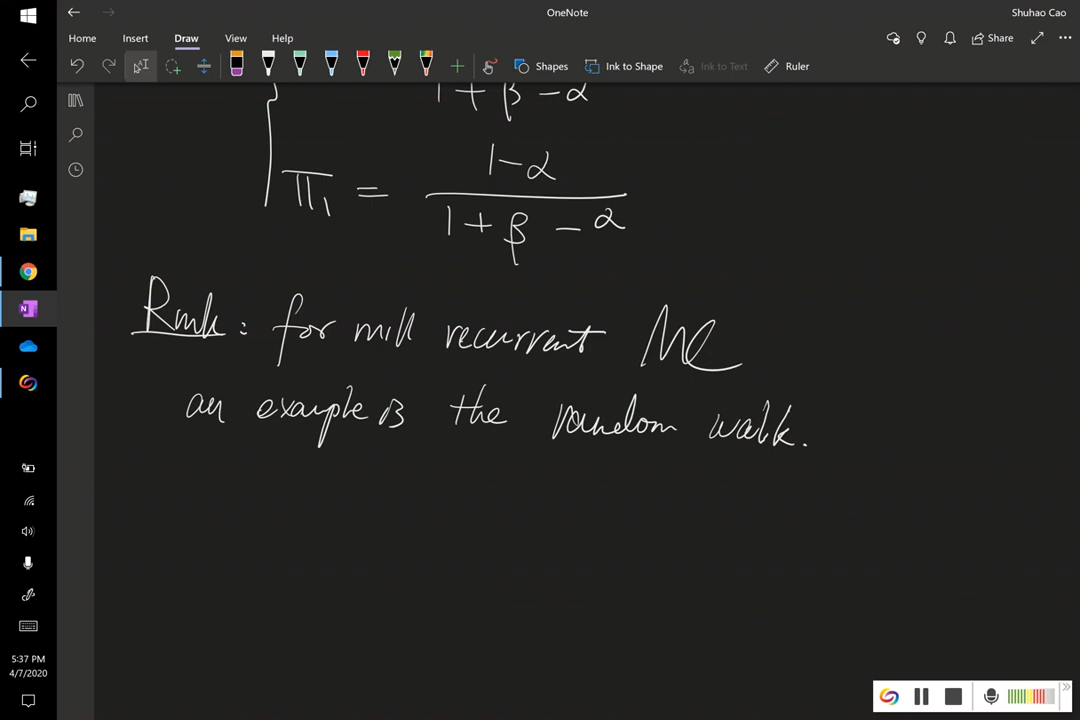 OneNote
Shuhao Cao
Home Insert Draw View Help
Share
Shapes Ink to Shape Ink to Text Ruler
1 + β - α
π₁ = (1-α)/(1 + β - α)
Rmk: for null recurrent MC
an example is the random walk.
5:37 PM
4/7/2020